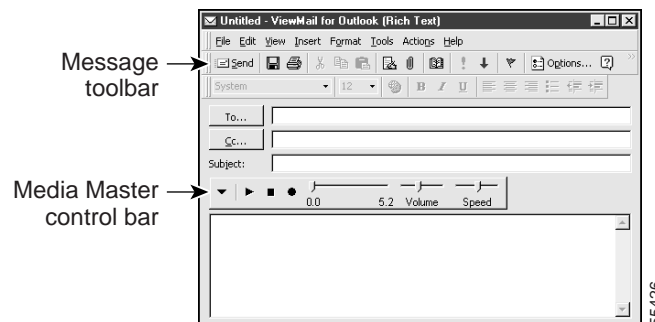 Untitled - ViewMail for Outlook (Rich Text)
File Edit View Insert Format Tools Actions Help
Message toolbar
Send Options...
System 12 B I U
To...
Cc...
Subject:
Media Master control bar
0.0 5.2 Volume Speed